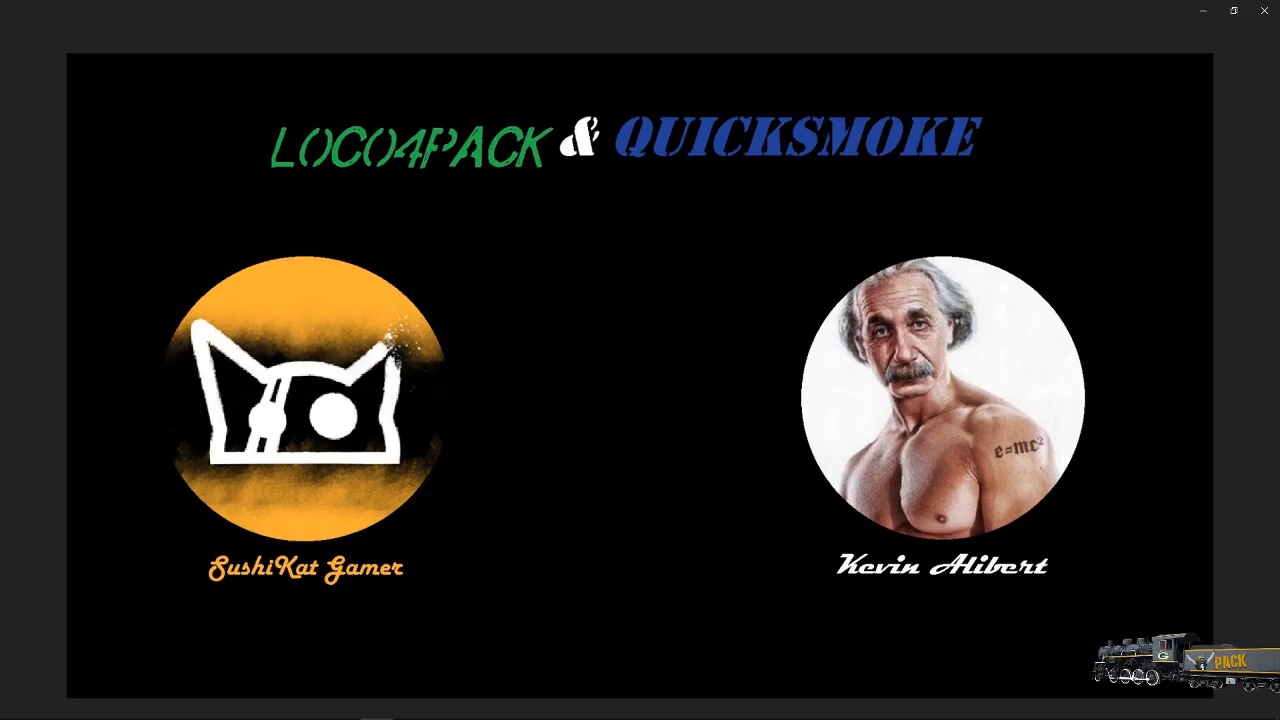 LOCO4PACK & QUICKSMOKE
e=mc²
SushiKat Gamer
Kevin Alibert
G
PACK